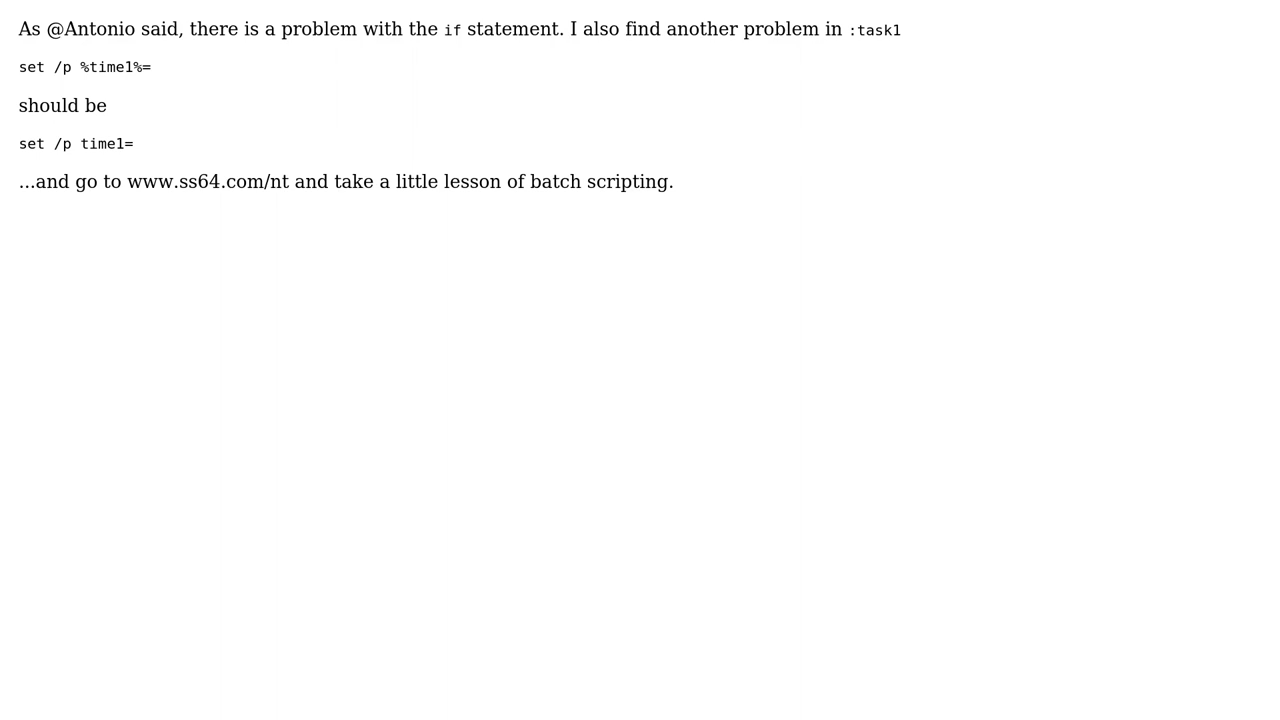 As @Antonio said, there is a problem with the if statement. I also find another problem in :task1
set /p %time1%=
should be
set /p time1=
...and go to www.ss64.com/nt and take a little lesson of batch scripting.